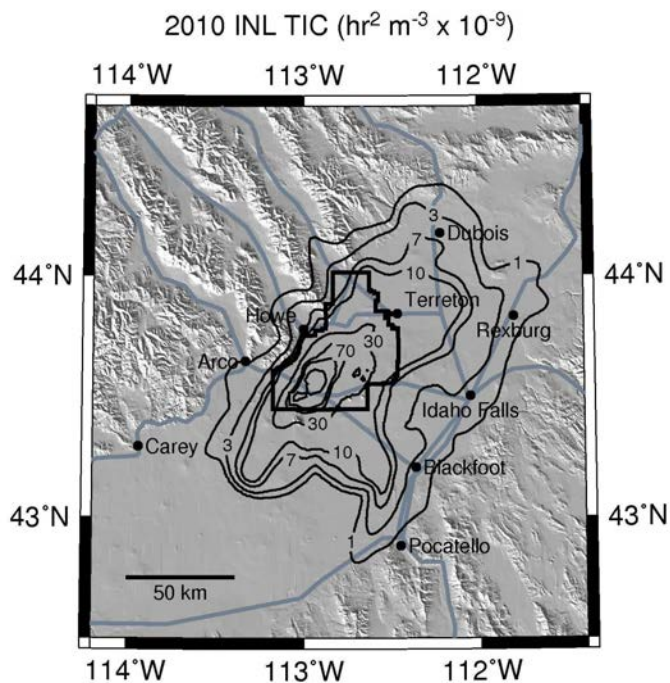 2010 INL TIC (hr² m⁻³ x 10⁻⁹)
114˚W 113˚W 112˚W
3
7 Dubois
44˚N 10 1 44˚N
Terreton
Howe Rexburg
30
70
Arco
Idaho Falls
30
3 10
Carey 7 Blackfoot
43˚N 43˚N
1 Pocatello
50 km
114˚W 113˚W 112˚W